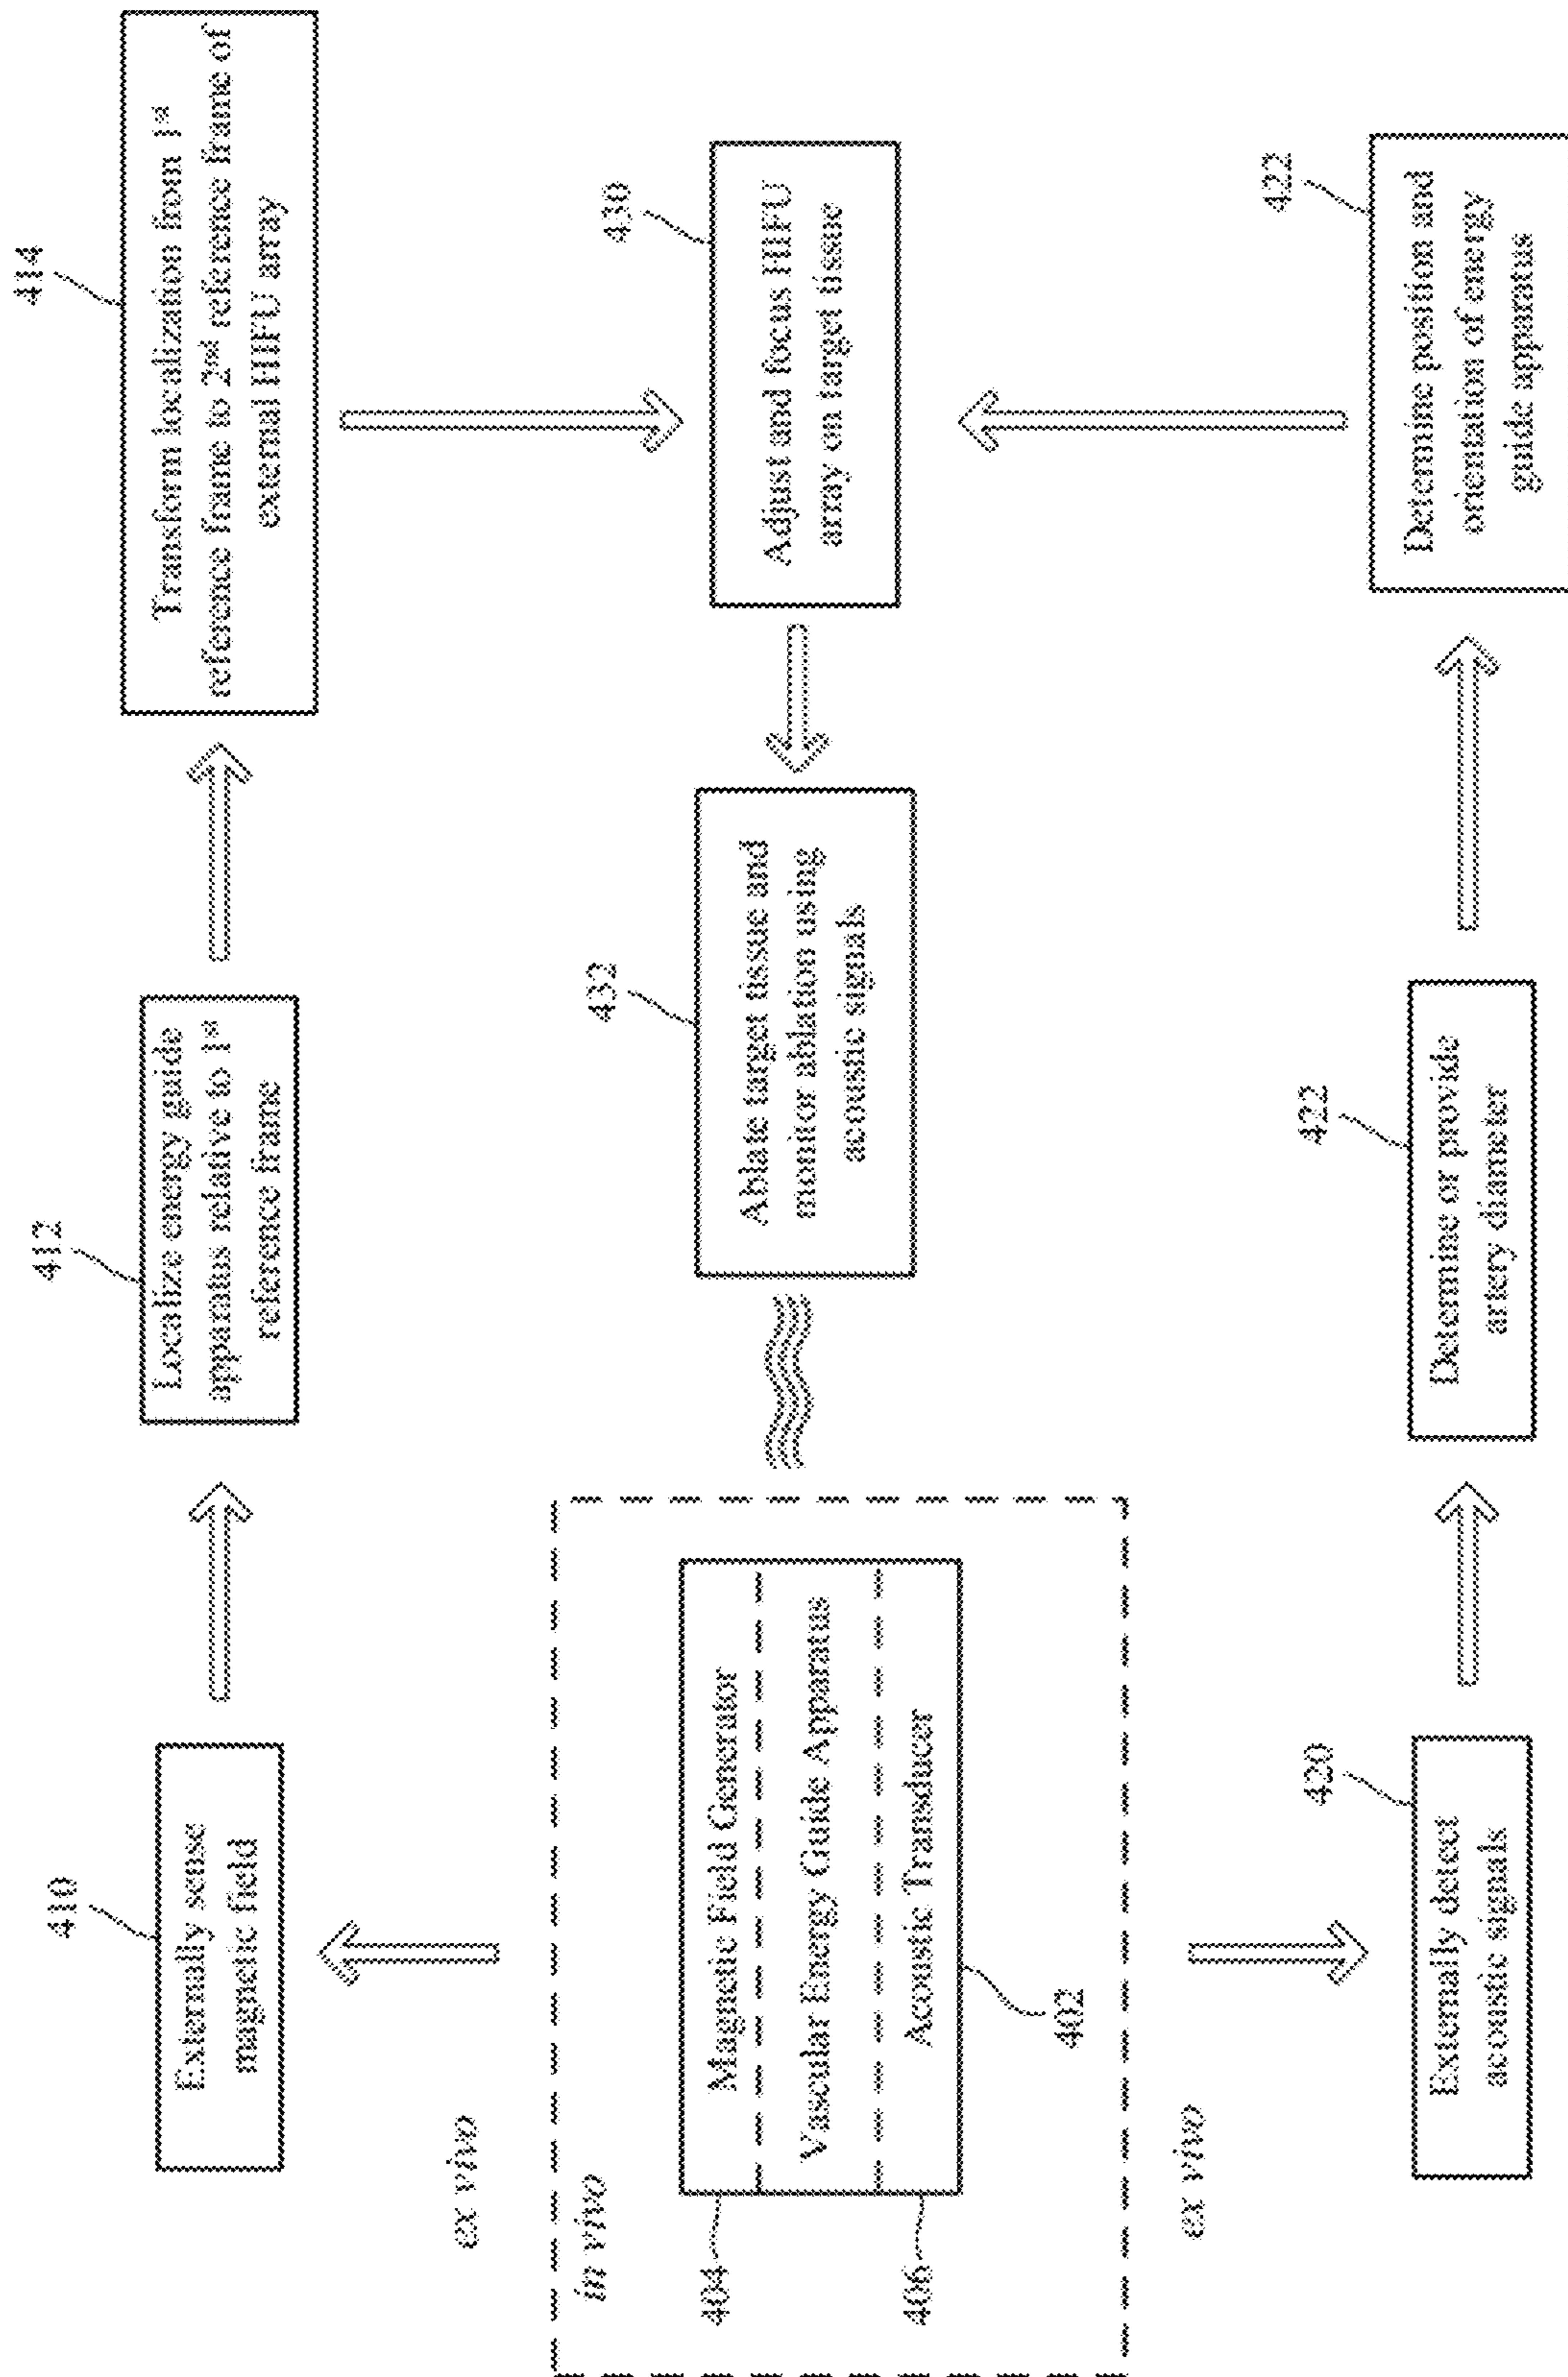 410
Externally sense
magnetic field
412
Localize energy guide
apparatus relative to 1st
reference frame
414
Transform localization from 1st
reference frame to 2nd reference frame of
external HIFU array
ex vivo
in vivo
404
Magnetic Field Generator
Vascular Energy Guide Apparatus
406
Acoustic Transducer
402
432
Ablate target tissue and
monitor ablation using
acoustic signals
430
Adjust and focus HIFU
array on target tissue
ex vivo
420
Externally detect
acoustic signals
422
Determine or provide
artery diameter
422
Determine position and
orientation of energy
guide apparatus